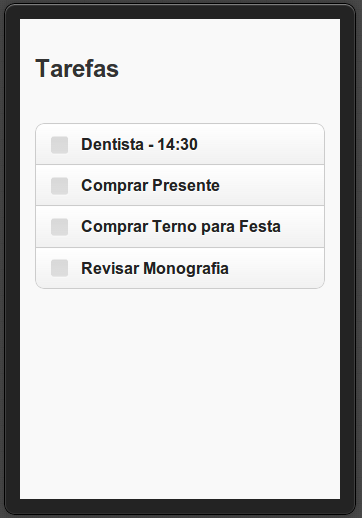 Tarefas
Dentista - 14:30
Comprar Presente
Comprar Terno para Festa
Revisar Monografia